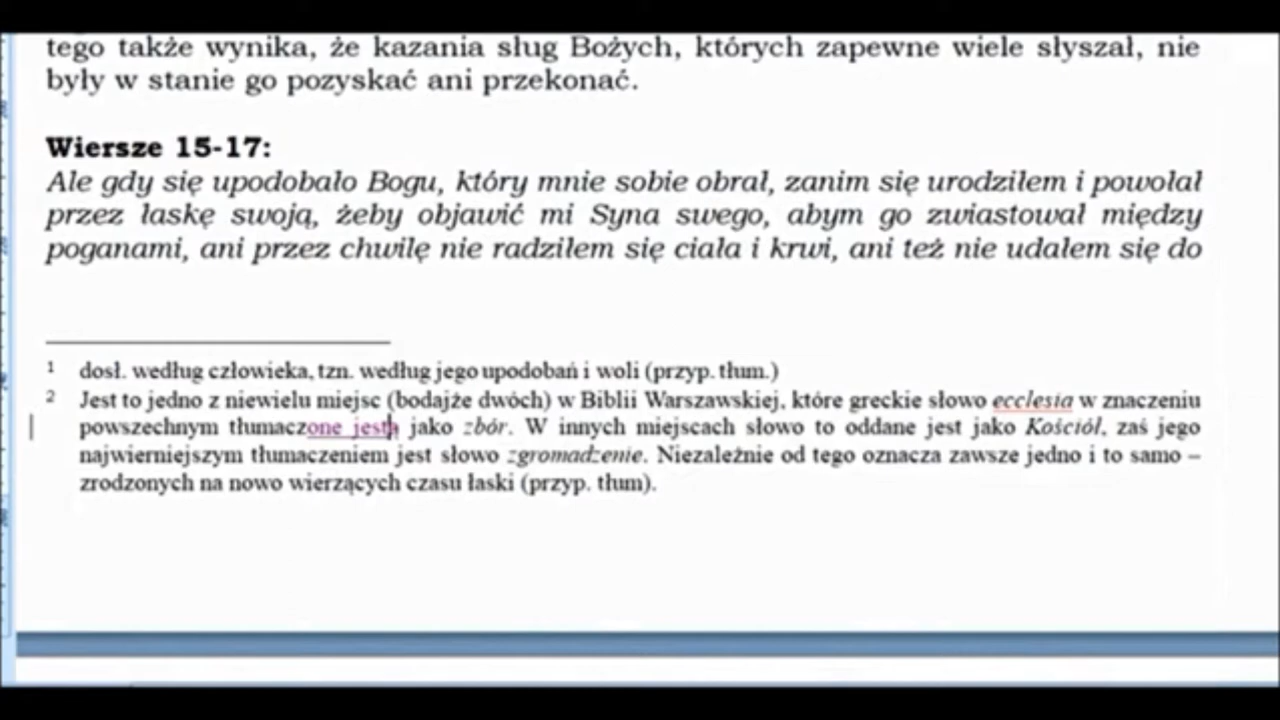 tego także wynika, że kazania sług Bożych, których zapewne wiele słyszał, nie
były w stanie go pozyskać ani przekonać.
Wiersze 15-17:
Ale gdy się upodobało Bogu, który mnie sobie obrał, zanim się urodziłem i powołał
przez łaskę swoją, żeby objawić mi Syna swego, abym go zwiastował między
poganami, ani przez chwilę nie radziłem się ciała i krwi, ani też nie udałem się do
1 dosł. według człowieka, tzn. według jego upodobań i woli (przyp. tłum.)
2 Jest to jedno z niewielu miejsc (bodajże dwóch) w Biblii Warszawskiej, które greckie słowo ecclesia w znaczeniu
powszechnym tłumaczone jesta jako zbór. W innych miejscach słowo to oddane jest jako Kościół, zaś jego
najwierniejszym tłumaczeniem jest słowo zgromadzenie. Niezależnie od tego oznacza zawsze jedno i to samo –
zrodzonych na nowo wierzących czasu łaski (przyp. tłum).